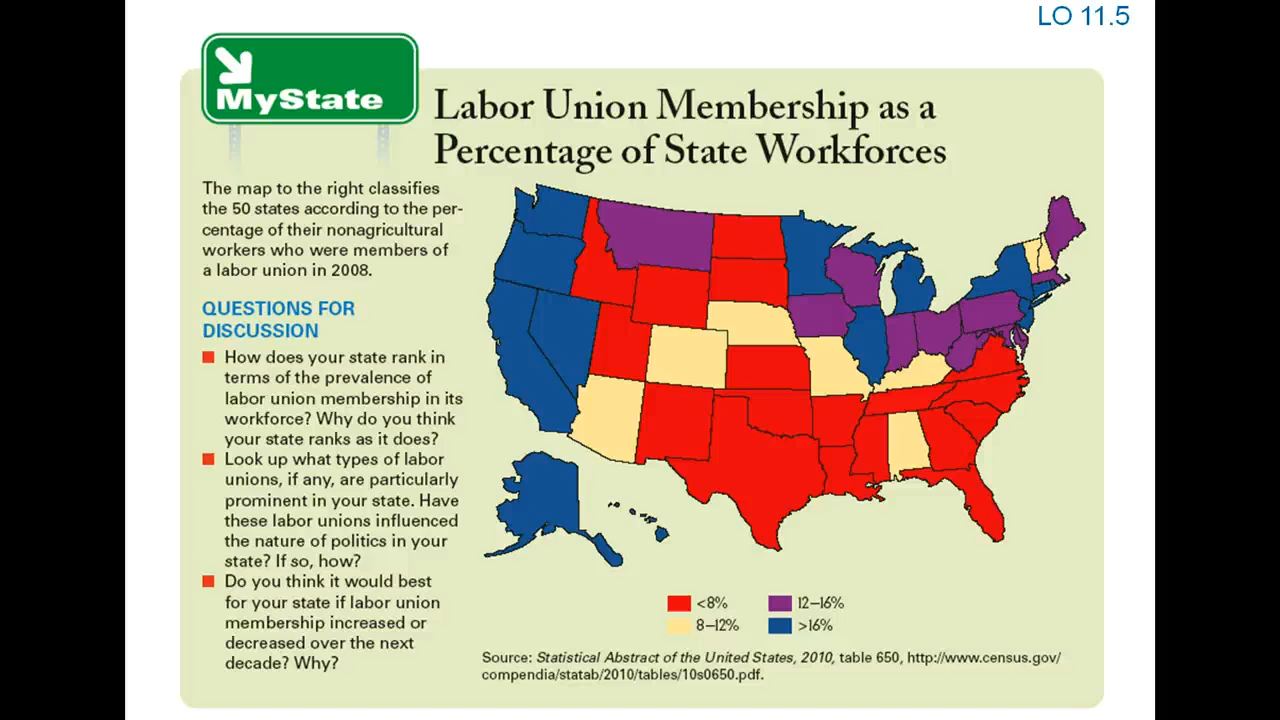 LO 11.5
MyState
Labor Union Membership as a
Percentage of State Workforces
The map to the right classifies
the 50 states according to the per-
centage of their nonagricultural
workers who were members of
a labor union in 2008.
QUESTIONS FOR
DISCUSSION
How does your state rank in
terms of the prevalence of
labor union membership in its
workforce? Why do you think
your state ranks as it does?
Look up what types of labor
unions, if any, are particularly
prominent in your state. Have
these labor unions influenced
the nature of politics in your
state? If so, how?
Do you think it would best
for your state if labor union
membership increased or
decreased over the next
decade? Why?
<8%
8–12%
12–16%
>16%
Source: Statistical Abstract of the United States, 2010, table 650, http://www.census.gov/
compendia/statab/2010/tables/10s0650.pdf.